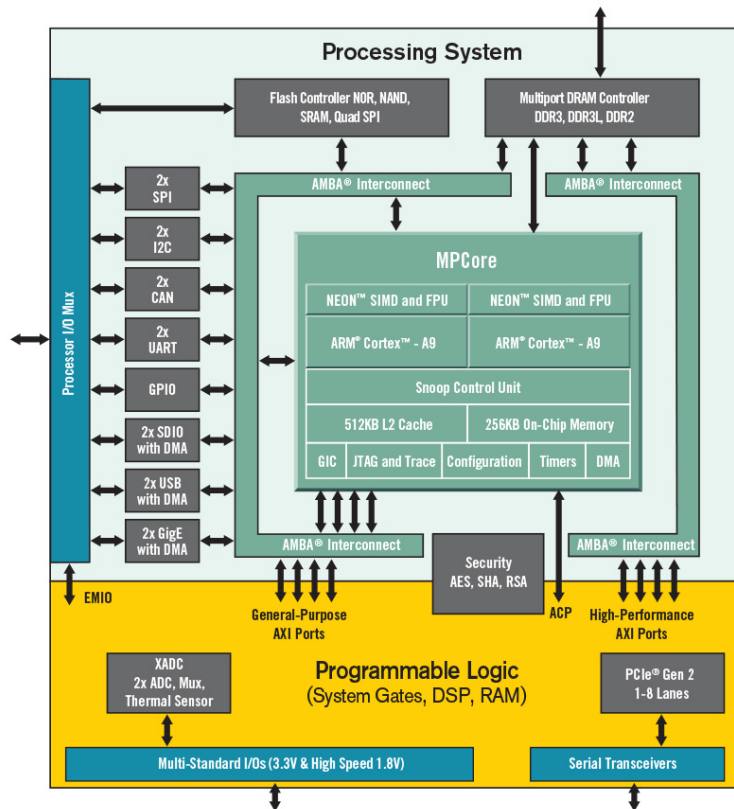 Processing System
Flash Controller NOR, NAND,
SRAM, Quad SPI
Multiport DRAM Controller
DDR3, DDR3L, DDR2
AMBA® Interconnect
AMBA® Interconnect
Processor I/O Mux
2x
SPI
2x
I2C
2x
CAN
2x
UART
GPIO
2x SDIO
with DMA
2x USB
with DMA
2x GigE
with DMA
MPCore
NEON™ SIMD and FPU
NEON™ SIMD and FPU
ARM® Cortex™ - A9
ARM® Cortex™ - A9
Snoop Control Unit
512KB L2 Cache
256KB On-Chip Memory
GIC
JTAG and Trace
Configuration
Timers
DMA
AMBA® Interconnect
AMBA® Interconnect
Security
AES, SHA, RSA
EMIO
General-Purpose
AXI Ports
ACP
High-Performance
AXI Ports
Programmable Logic
(System Gates, DSP, RAM)
XADC
2x ADC, Mux,
Thermal Sensor
PCIe® Gen 2
1-8 Lanes
Multi-Standard I/Os (3.3V & High Speed 1.8V)
Serial Transceivers